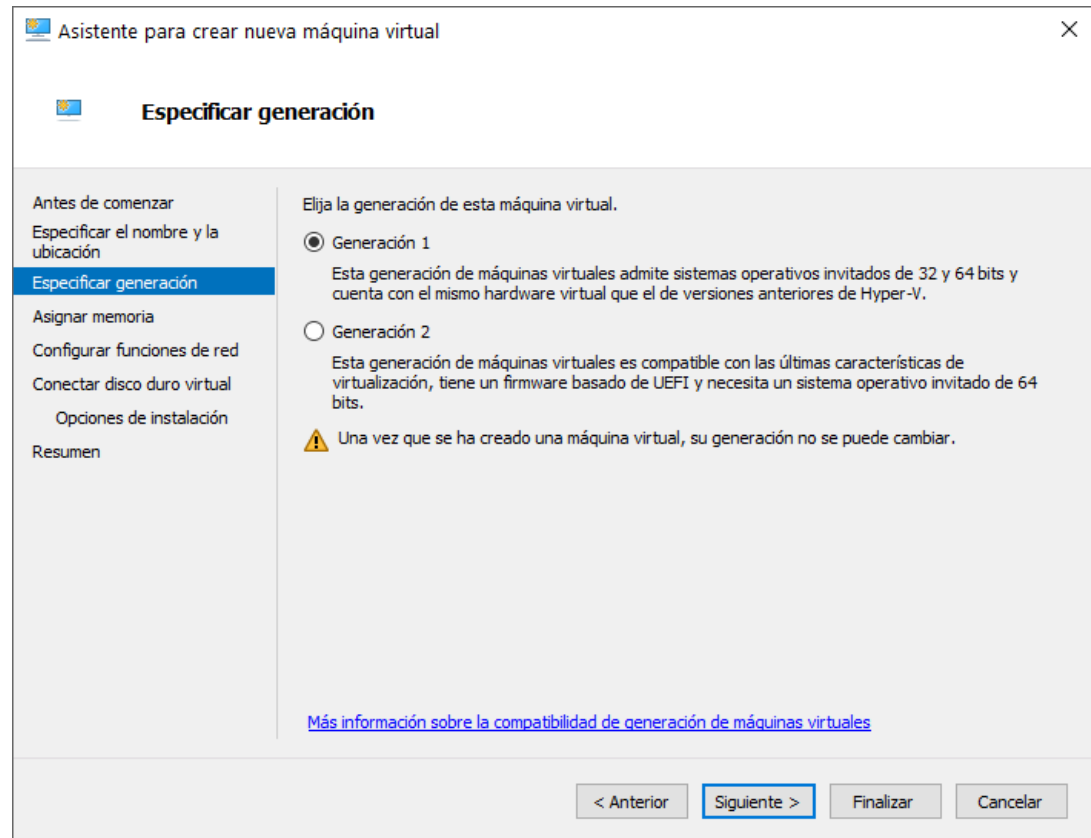 Asistente para crear nueva máquina virtual
Especificar generación
Antes de comenzar
Especificar el nombre y la
ubicación
Especificar generación
Asignar memoria
Configurar funciones de red
Conectar disco duro virtual
Opciones de instalación
Resumen
Elija la generación de esta máquina virtual.
Generación 1
Esta generación de máquinas virtuales admite sistemas operativos invitados de 32 y 64 bits y
cuenta con el mismo hardware virtual que el de versiones anteriores de Hyper-V.
Generación 2
Esta generación de máquinas virtuales es compatible con las últimas características de
virtualización, tiene un firmware basado de UEFI y necesita un sistema operativo invitado de 64
bits.
Una vez que se ha creado una máquina virtual, su generación no se puede cambiar.
Más información sobre la compatibilidad de generación de máquinas virtuales
< Anterior
Siguiente >
Finalizar
Cancelar